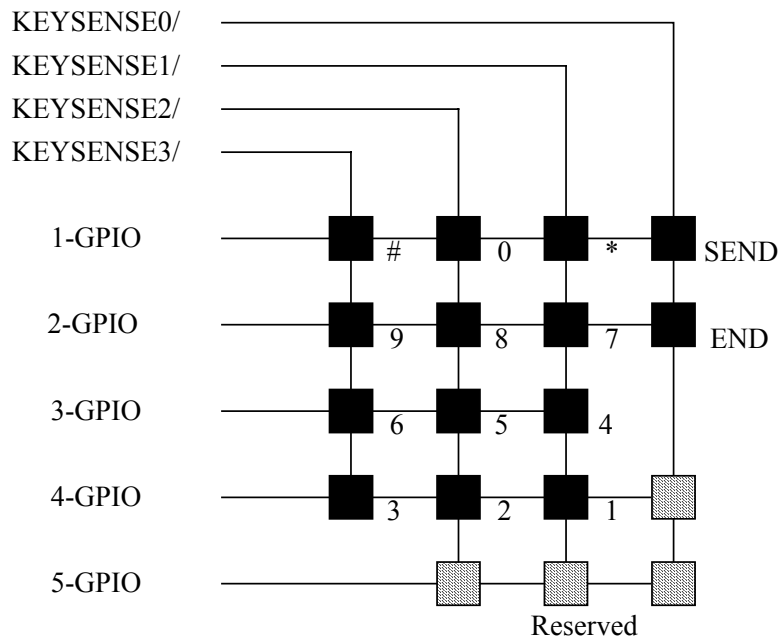 KEYSENSE0/
KEYSENSE1/
KEYSENSE2/
KEYSENSE3/
1-GPIO # 0 * SEND
2-GPIO 9 8 7 END
3-GPIO 6 5 4
4-GPIO 3 2 1
5-GPIO
Reserved